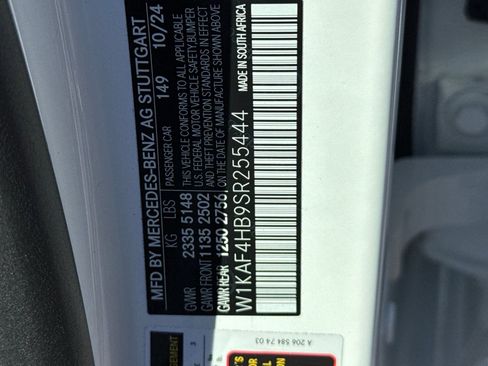 MFD BY MERCEDES-BENZ AG STUTTGART
PASSENGER CAR 149 10/24
KG LBS
GVWR 2335 5148
GAWR FRONT 1135 2502
GAWR REAR 1250 2756
THIS VEHICLE CONFORMS TO ALL APPLICABLE
U.S. FEDERAL MOTOR VEHICLE SAFETY, BUMPER
AND THEFT PREVENTION STANDARDS IN EFFECT
ON THE DATE OF MANUFACTURE SHOWN ABOVE
W1KAF4HB9SR255444
MADE IN SOUTH AFRICA
A 206 584 74 03